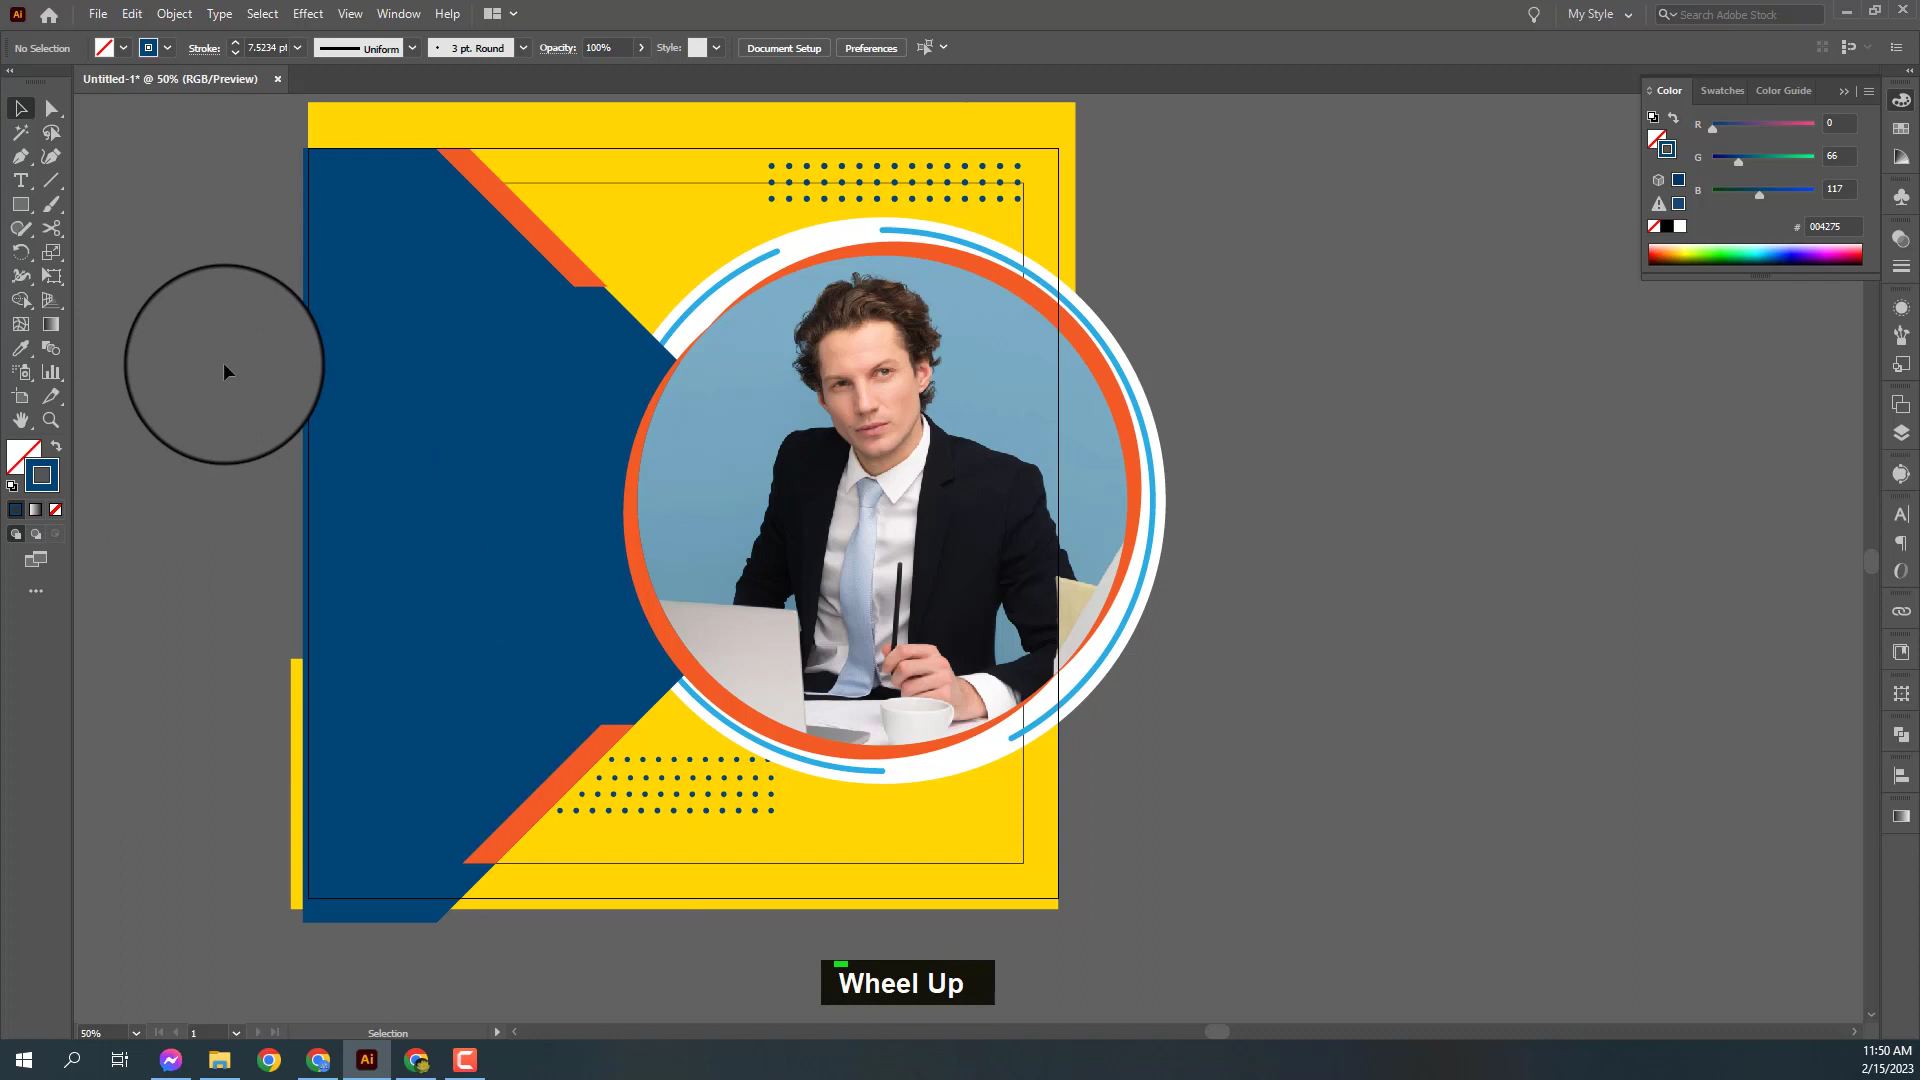 Ai File Edit Object Type Select Effect View Window Help My Style Search Adobe Stock
No Selection Stroke: 7.5234 pt Uniform 3 pt. Round Opacity: 100% Style: Document Setup Preferences
Untitled-1* @ 50% (RGB/Preview)
Color Swatches Color Guide
R 0
G 66
B 117
# 004275
Wheel Up
50% 1 Selection
Ai
11:50 AM
2/15/2023